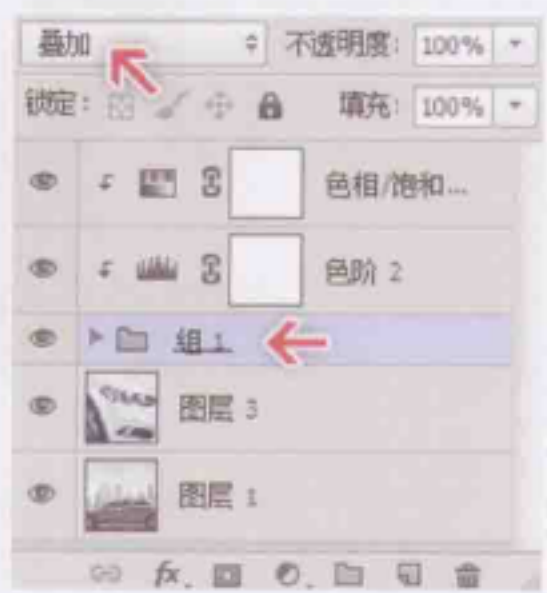 叠加 不透明度: 100%
锁定: 填充: 100%
色相/饱和...
色阶 2
组 1
图层 3
图层 1
fx.